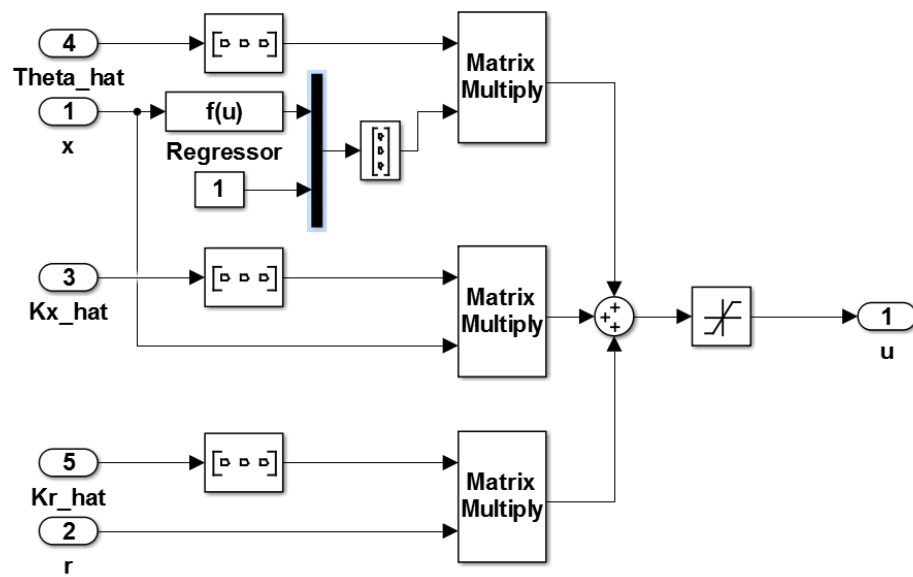 4
Theta_hat
1
x
f(u)
Regressor
1
Matrix
Multiply
3
Kx_hat
Matrix
Multiply
+
+
+
1
u
5
Kr_hat
2
r
Matrix
Multiply